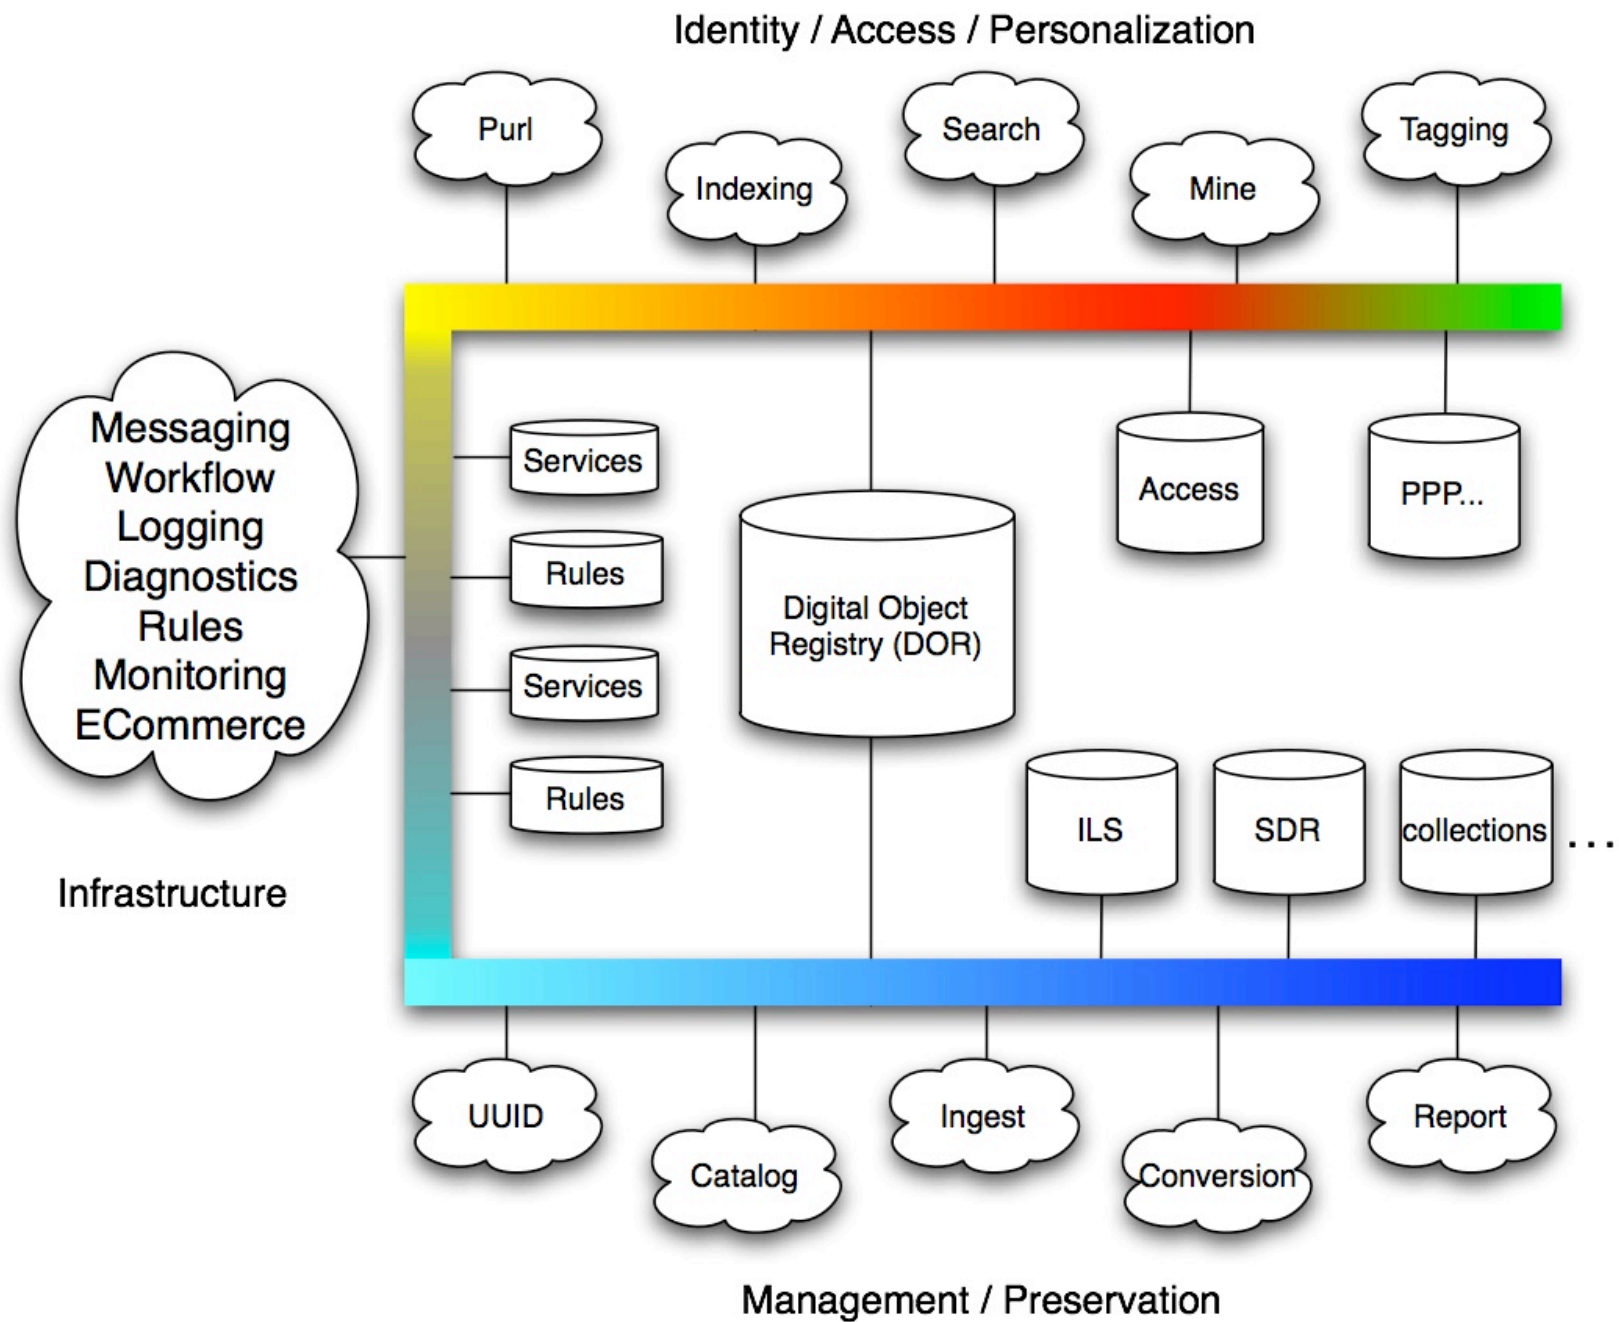 Identity / Access / Personalization
Purl
Indexing
Search
Mine
Tagging
Messaging
Workflow
Logging
Diagnostics
Rules
Monitoring
ECommerce
Infrastructure
Services
Rules
Services
Rules
Digital Object
Registry (DOR)
Access
PPP...
ILS
SDR
collections
...
UUID
Catalog
Ingest
Conversion
Report
Management / Preservation